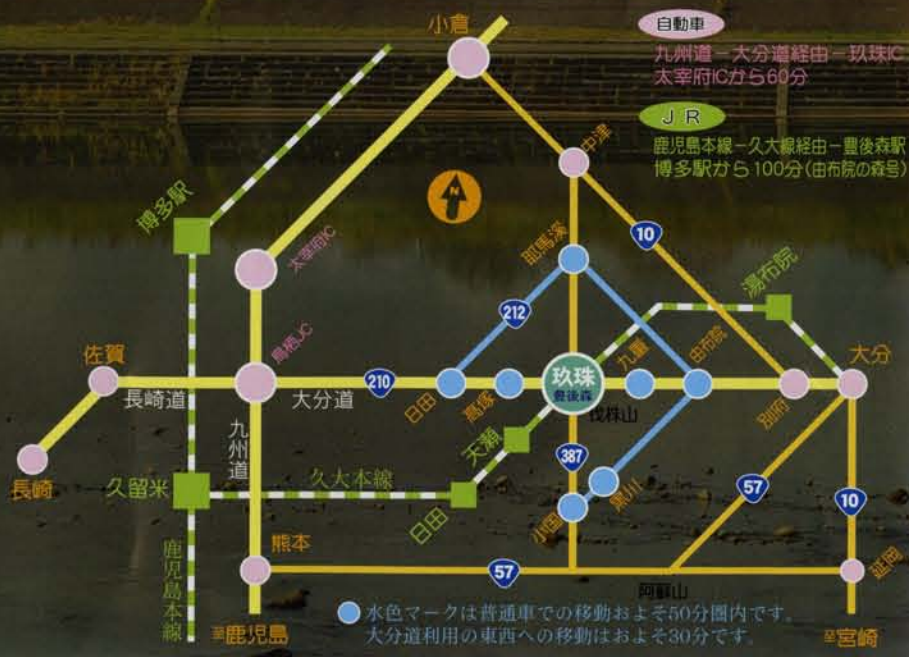 小倉
自動車
九州道−大分道経由−玖珠IC
太宰府ICから60分
JR
鹿児島本線−久大線経由−豊後森駅
博多駅から100分(由布院の森号)
中津
N
博多駅
太宰府IC
耶馬溪
10
湯布院
212
佐賀
鳥栖JC
長崎道
大分道
210
日田
高塚
玖珠
豊後森
九重
由布院
別府
大分
伐株山
九州道
天瀬
387
長崎
久留米
久大本線
日田
小国
黒川
57
10
熊本
57
阿蘇山
延岡
鹿児島本線
至鹿児島
水色マークは普通車での移動およそ50分圏内です。
大分道利用の東西への移動はおよそ30分です。
至宮崎